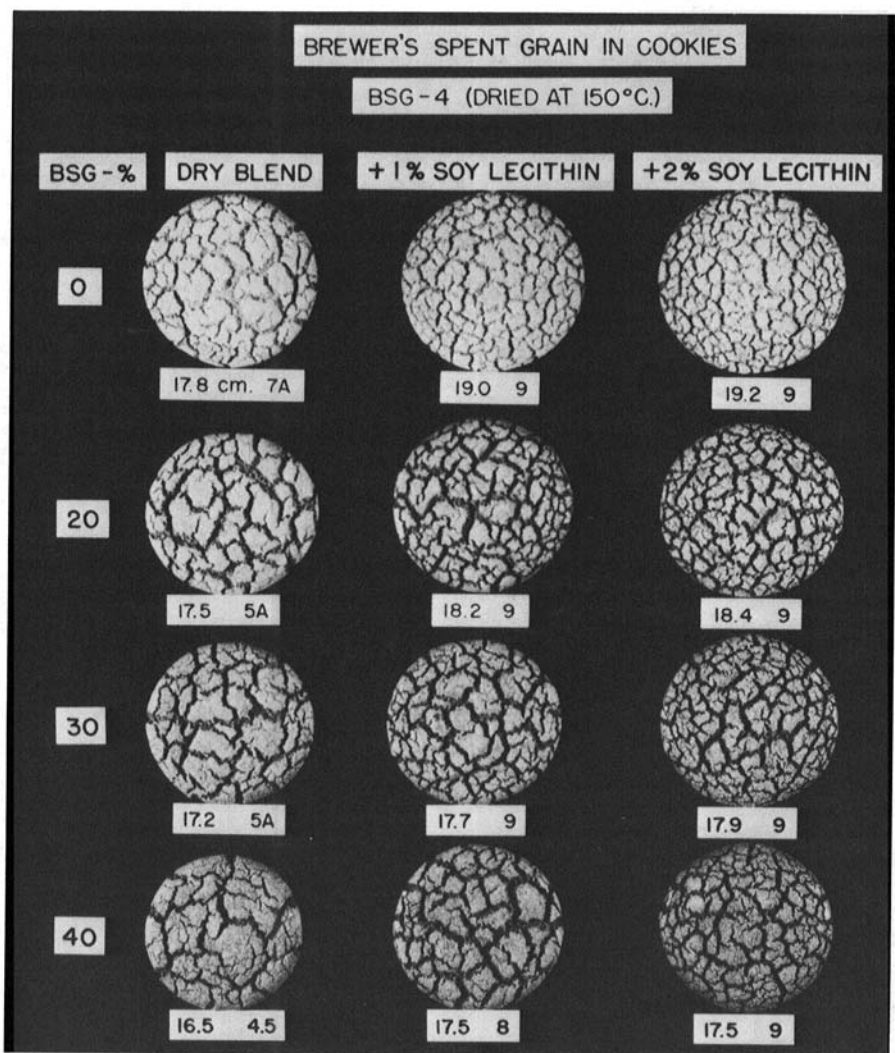 BREWER'S SPENT GRAIN IN COOKIES
BSG-4 (DRIED AT 150°C.)
BSG-% DRY BLEND +1% SOY LECITHIN +2% SOY LECITHIN
0
17.8 cm. 7A 19.0 9 19.2 9
20
17.5 5A 18.2 9 18.4 9
30
17.2 5A 17.7 9 17.9 9
40
16.5 4.5 17.5 8 17.5 9